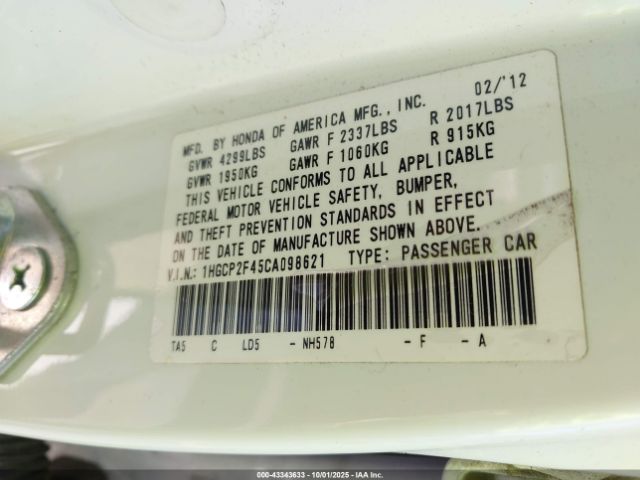 02/'12
MFD. BY HONDA OF AMERICA MFG., INC.
GVWR 4299LBS GAWR F 2337LBS R 2017LBS
GVWR 1950KG GAWR F 1060KG R 915KG
THIS VEHICLE CONFORMS TO ALL APPLICABLE
FEDERAL MOTOR VEHICLE SAFETY, BUMPER,
AND THEFT PREVENTION STANDARDS IN EFFECT
ON THE DATE OF MANUFACTURE SHOWN ABOVE.
V.I.N.: 1HGCP2F45CA098621 TYPE: PASSENGER CAR
TA5 C LD5 - NH578 - F - A
000-43343633 - 10/01/2025 - IAA Inc.